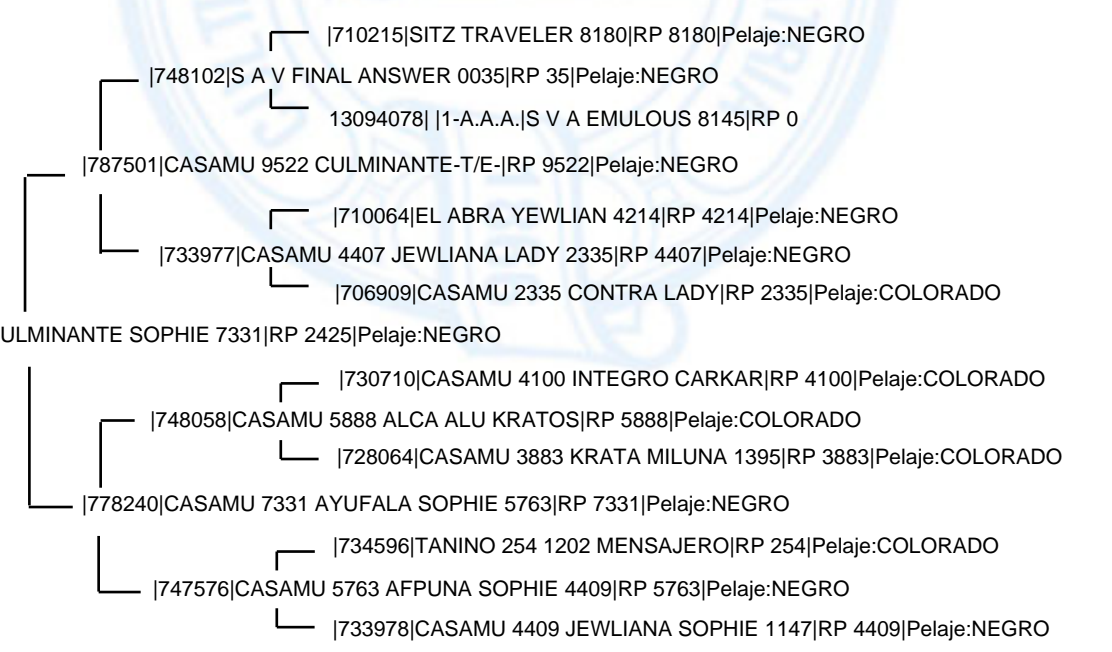 |710215|SITZ TRAVELER 8180|RP 8180|Pelaje:NEGRO
|748102|S A V FINAL ANSWER 0035|RP 35|Pelaje:NEGRO
13094078| |1-A.A.A.|S V A EMULOUS 8145|RP 0
|787501|CASAMU 9522 CULMINANTE-T/E-|RP 9522|Pelaje:NEGRO
|710064|EL ABRA YEWLIAN 4214|RP 4214|Pelaje:NEGRO
|733977|CASAMU 4407 JEWLIANA LADY 2335|RP 4407|Pelaje:NEGRO
|706909|CASAMU 2335 CONTRA LADY|RP 2335|Pelaje:COLORADO
ULMINANTE SOPHIE 7331|RP 2425|Pelaje:NEGRO
|730710|CASAMU 4100 INTEGRO CARKAR|RP 4100|Pelaje:COLORADO
|748058|CASAMU 5888 ALCA ALU KRATOS|RP 5888|Pelaje:COLORADO
|728064|CASAMU 3883 KRATA MILUNA 1395|RP 3883|Pelaje:COLORADO
|778240|CASAMU 7331 AYUFALA SOPHIE 5763|RP 7331|Pelaje:NEGRO
|734596|TANINO 254 1202 MENSAJERO|RP 254|Pelaje:COLORADO
|747576|CASAMU 5763 AFPUNA SOPHIE 4409|RP 5763|Pelaje:NEGRO
|733978|CASAMU 4409 JEWLIANA SOPHIE 1147|RP 4409|Pelaje:NEGRO